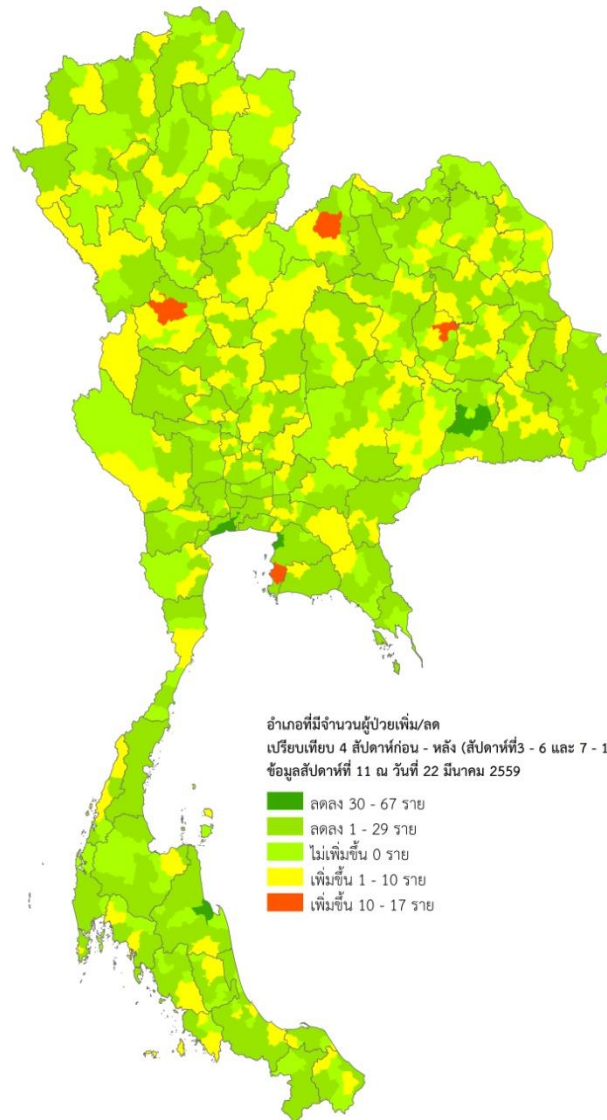 อำเภอที่มีจำนวนผู้ป่วยเพิ่ม/ลด
เปรียบเทียบ 4 สัปดาห์ก่อน - หลัง (สัปดาห์ที่3 - 6 และ 7 - 1
ข้อมูลสัปดาห์ที่ 11 ณ วันที่ 22 มีนาคม 2559
ลดลง 30 - 67 ราย
ลดลง 1 - 29 ราย
ไม่เพิ่มขึ้น 0 ราย
เพิ่มขึ้น 1 - 10 ราย
เพิ่มขึ้น 10 - 17 ราย